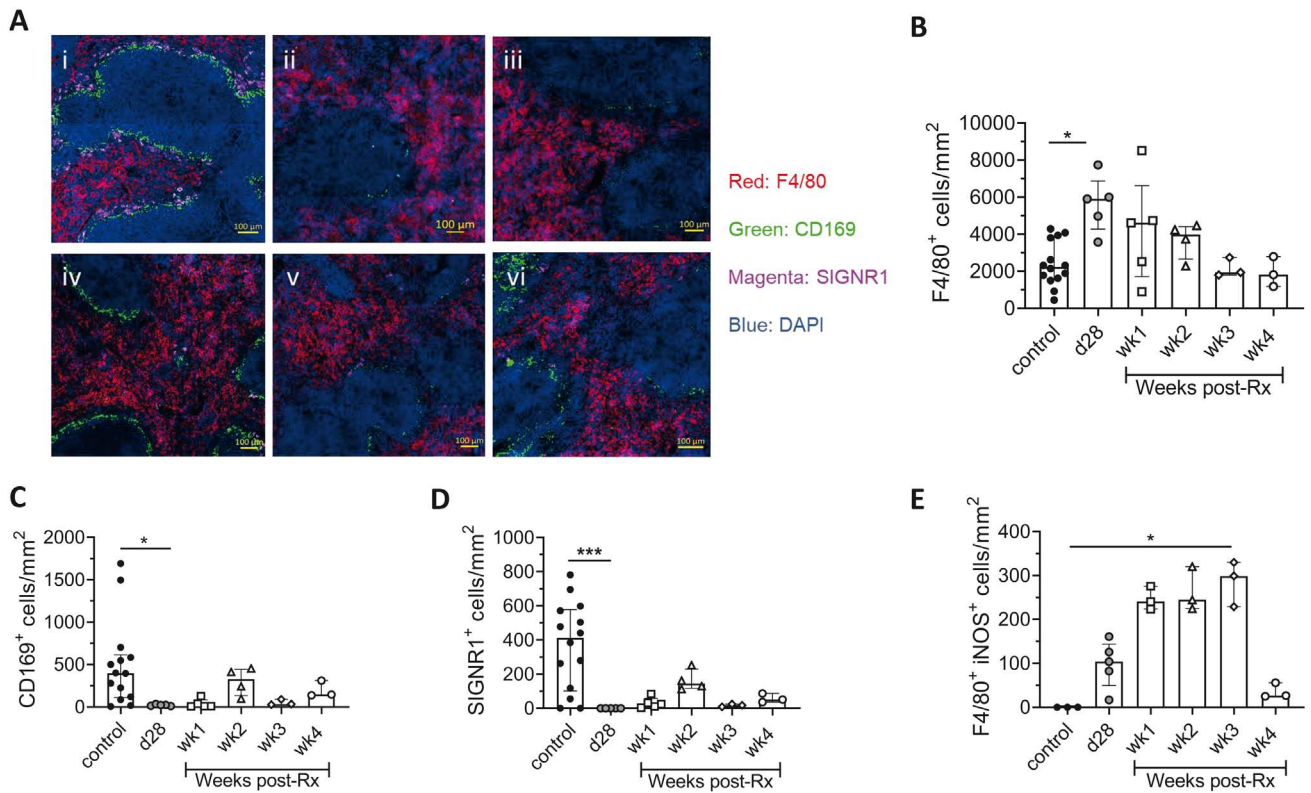 A
i
ii
iii
100 µm
100 µm
100 µm
iv
v
vi
100 µm
100 µm
100 µm
Red: F4/80
Green: CD169
Magenta: SIGNR1
Blue: DAPI
B
F4/80+ cells/mm2
10000
8000
6000
4000
2000
0
*
control
d28
wk1
wk2
wk3
wk4
Weeks post-Rx
C
CD169+ cells/mm2
2000
1500
1000
500
0
*
control
d28
wk1
wk2
wk3
wk4
Weeks post-Rx
D
SIGNR1+ cells/mm2
1000
800
600
400
200
0
***
control
d28
wk1
wk2
wk3
wk4
Weeks post-Rx
E
F4/80+ iNOS+ cells/mm2
400
300
200
100
0
*
control
d28
wk1
wk2
wk3
wk4
Weeks post-Rx